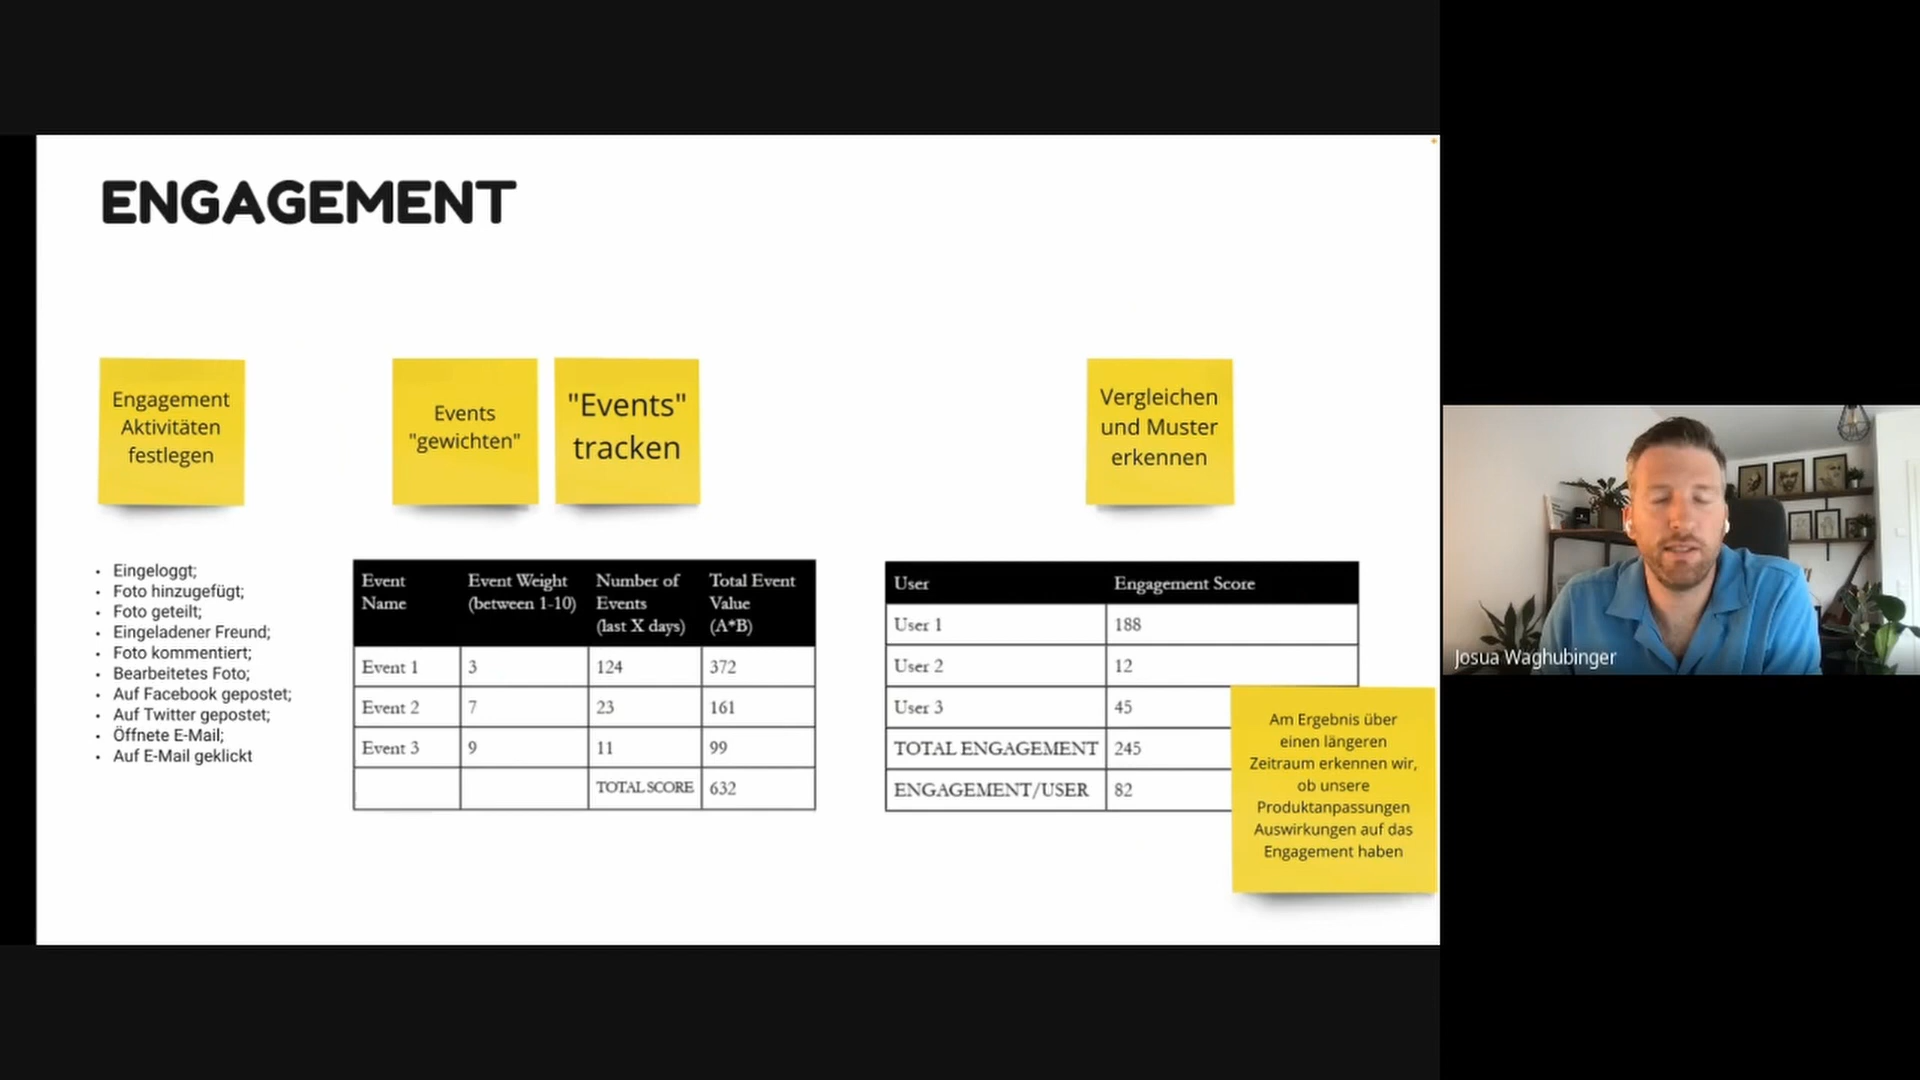 ENGAGEMENT
Engagement
Aktivitäten
festlegen
Events
"gewichten"
"Events"
tracken
Vergleichen
und Muster
erkennen
• Eingeloggt;
• Foto hinzugefügt;
• Foto geteilt;
• Eingeladener Freund;
• Foto kommentiert;
• Bearbeitetes Foto;
• Auf Facebook gepostet;
• Auf Twitter gepostet;
• Öffnete E-Mail;
• Auf E-Mail geklickt
Event Name Event Weight (between 1-10) Number of Events (last X days) Total Event Value (A*B)
Event 1 3 124 372
Event 2 7 23 161
Event 3 9 11 99
TOTAL SCORE 632
User Engagement Score
User 1 188
User 2 12
User 3 45
TOTAL ENGAGEMENT 245
ENGAGEMENT/USER 82
Am Ergebnis über
einen längeren
Zeitraum erkennen wir,
ob unsere
Produktanpassungen
Auswirkungen auf das
Engagement haben
Josua Waghubinger